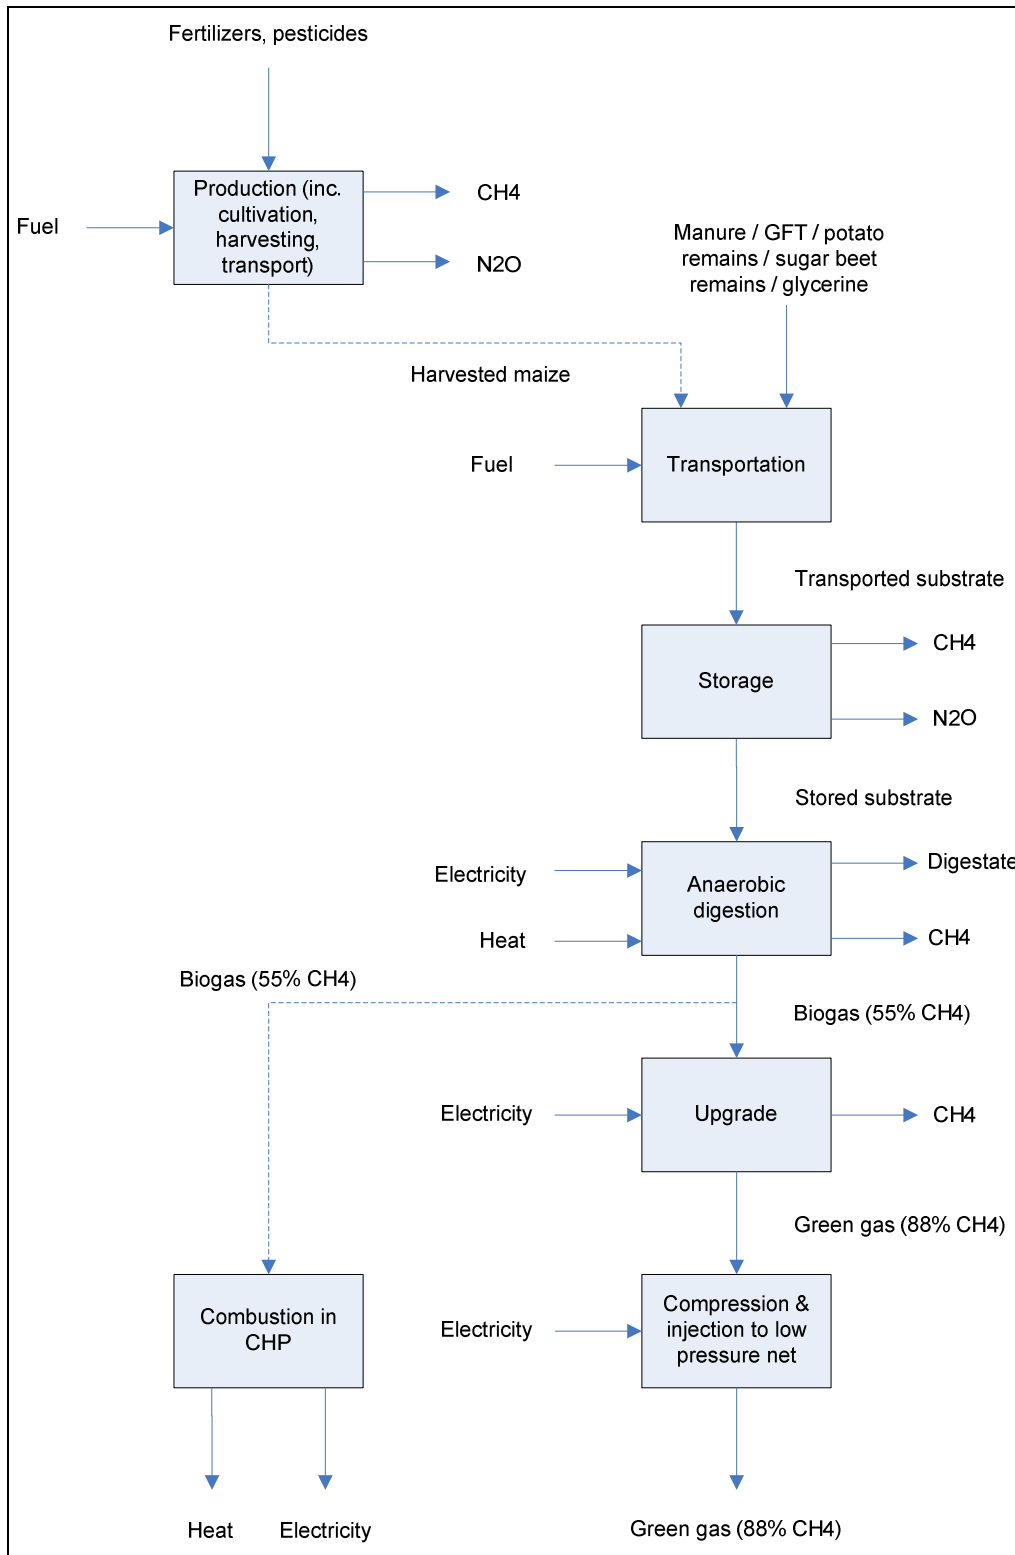 Fertilizers, pesticides
Production (inc.
cultivation,
harvesting,
transport)
CH4
Fuel
N2O
Manure / GFT / potato
remains / sugar beet
remains / glycerine
Harvested maize
Fuel
Transportation
Transported substrate
CH4
Storage
N2O
Stored substrate
Electricity
Anaerobic
digestion
Digestate
Heat
CH4
Biogas (55% CH4)
Biogas (55% CH4)
Electricity
Upgrade
CH4
Green gas (88% CH4)
Combustion in
CHP
Electricity
Compression &
injection to low
pressure net
Heat
Electricity
Green gas (88% CH4)